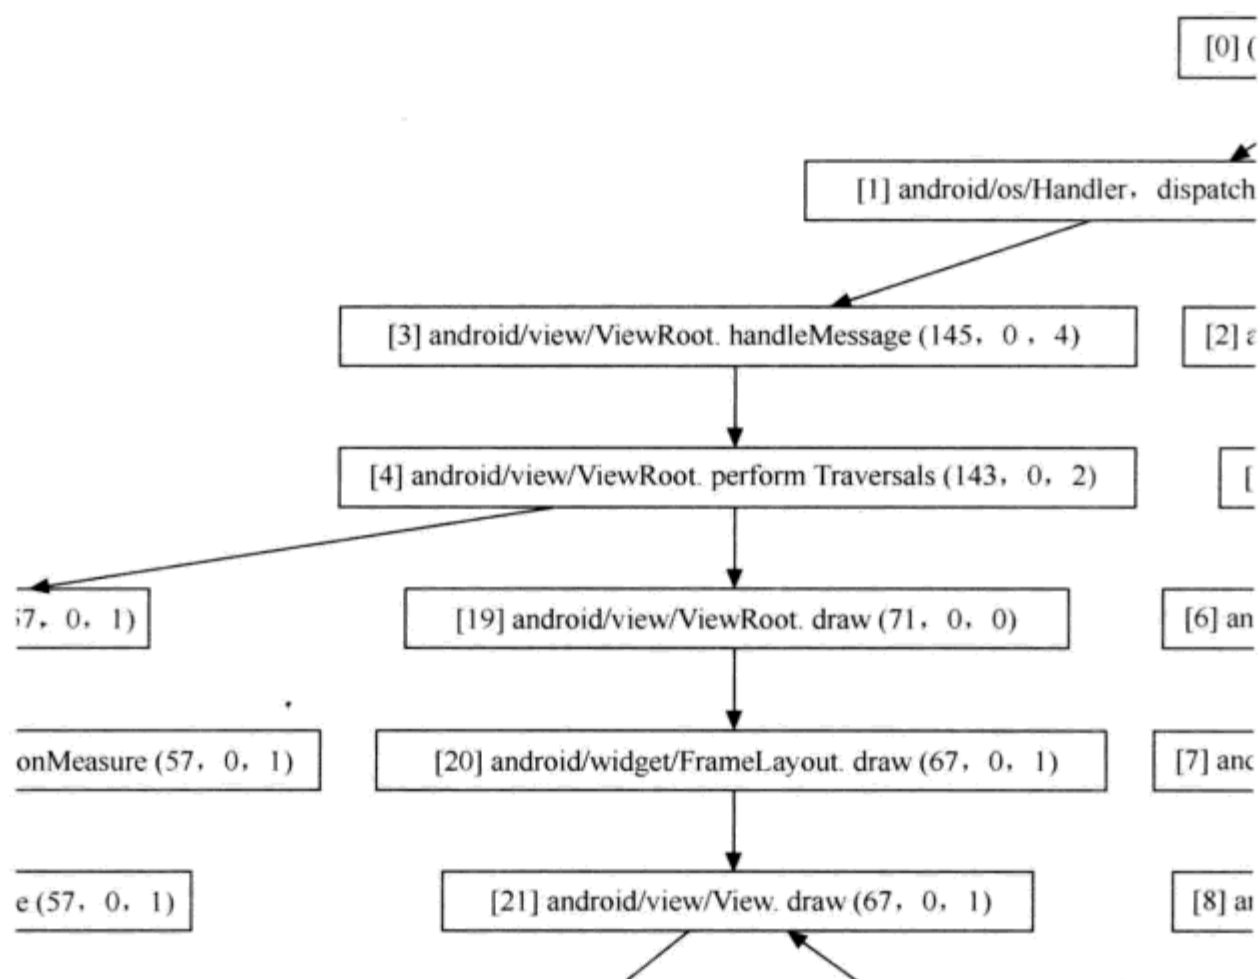 [0] (
[1] android/os/Handler，dispatch
[3] android/view/ViewRoot. handleMessage (145，0，4)
[2] a
[4] android/view/ViewRoot. perform Traversals (143，0，2)
[
57，0，1)
[19] android/view/ViewRoot. draw (71，0，0)
[6] an
onMeasure (57，0，1)
[20] android/widget/FrameLayout. draw (67，0，1)
[7] and
e (57，0，1)
[21] android/view/View. draw (67，0，1)
[8] an